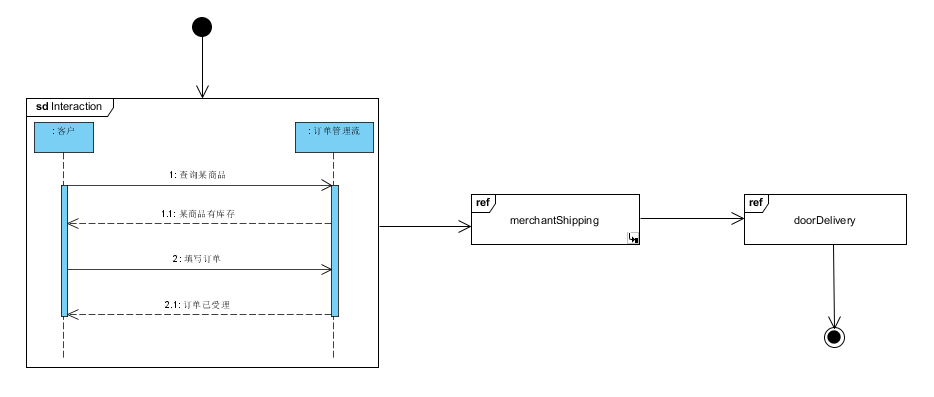 sd Interaction
: 客户
: 订单管理流
1: 查询某商品
1.1: 某商品有库存
2: 填写订单
2.1: 订单已受理
ref
merchantShipping
ref
doorDelivery